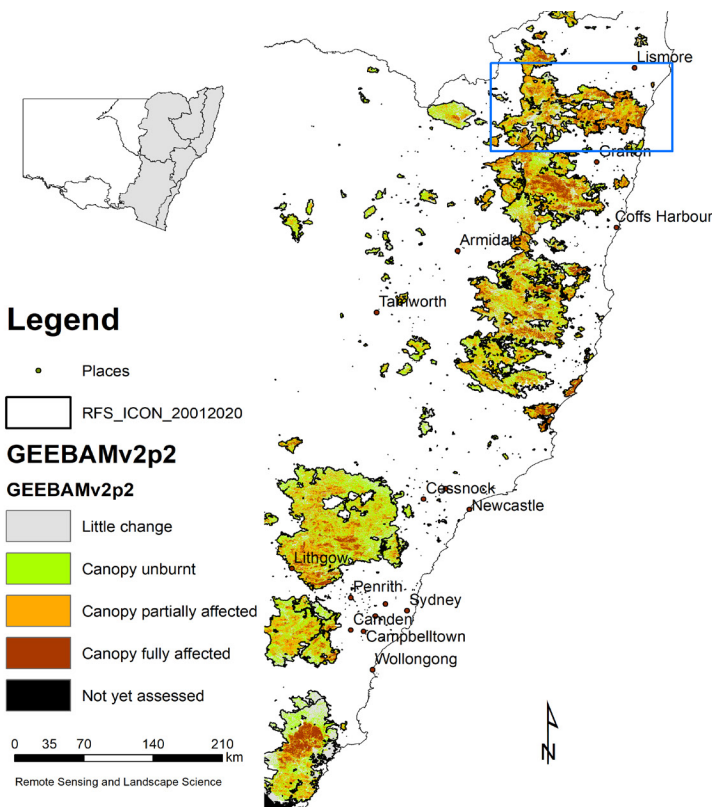 Lismore
Grafton
Coffs Harbour
Armidale
Tamworth
Legend
Places
RFS_ICON_20012020
GEEBAMv2p2
GEEBAMv2p2
Little change
Canopy unburnt
Canopy partially affected
Canopy fully affected
Not yet assessed
Cessnock
Newcastle
Lithgow
Penrith
Sydney
Camden
Campbelltown
Wollongong
N
0 35 70 140 210
km
Remote Sensing and Landscape Science